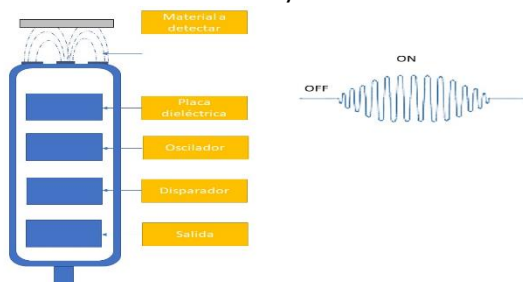 Material a
detectar
Placa
dieléctrica
Oscilador
Disparador
Salida
ON
OFF